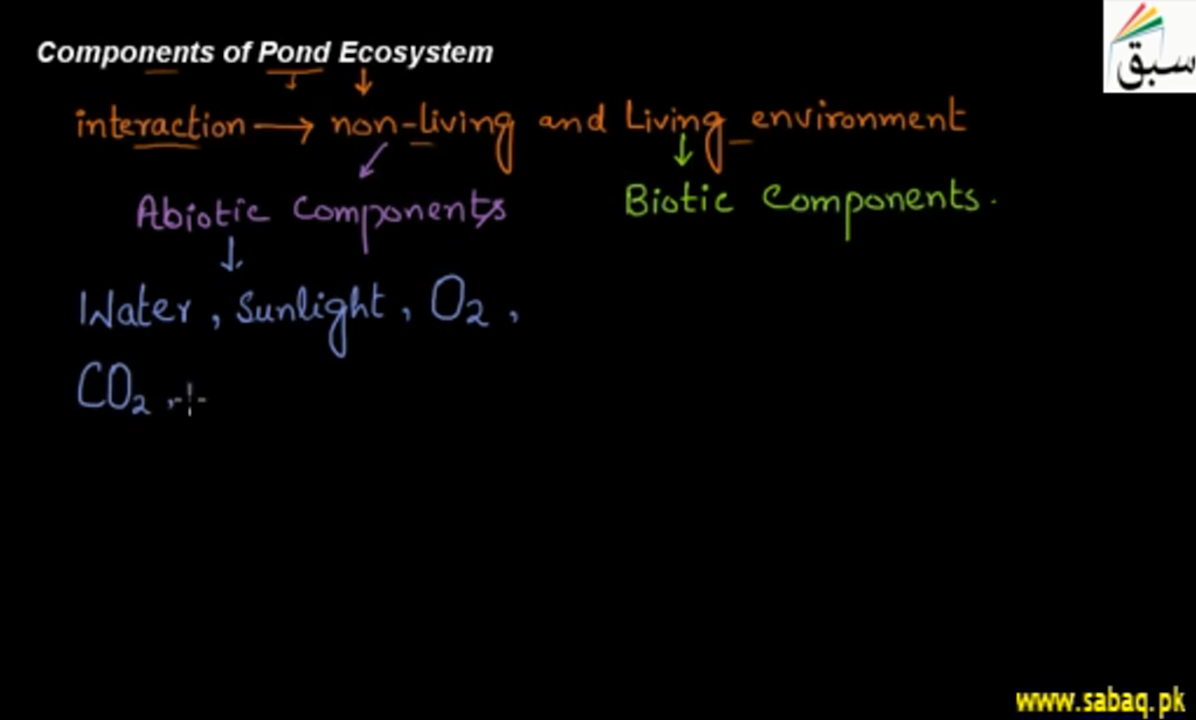 Components of Pond Ecosystem
سبق
interaction → non-living and Living environment
Abiotic Components
Biotic Components.
Water, Sunlight, O₂,
CO₂,
www.sabaq.pk